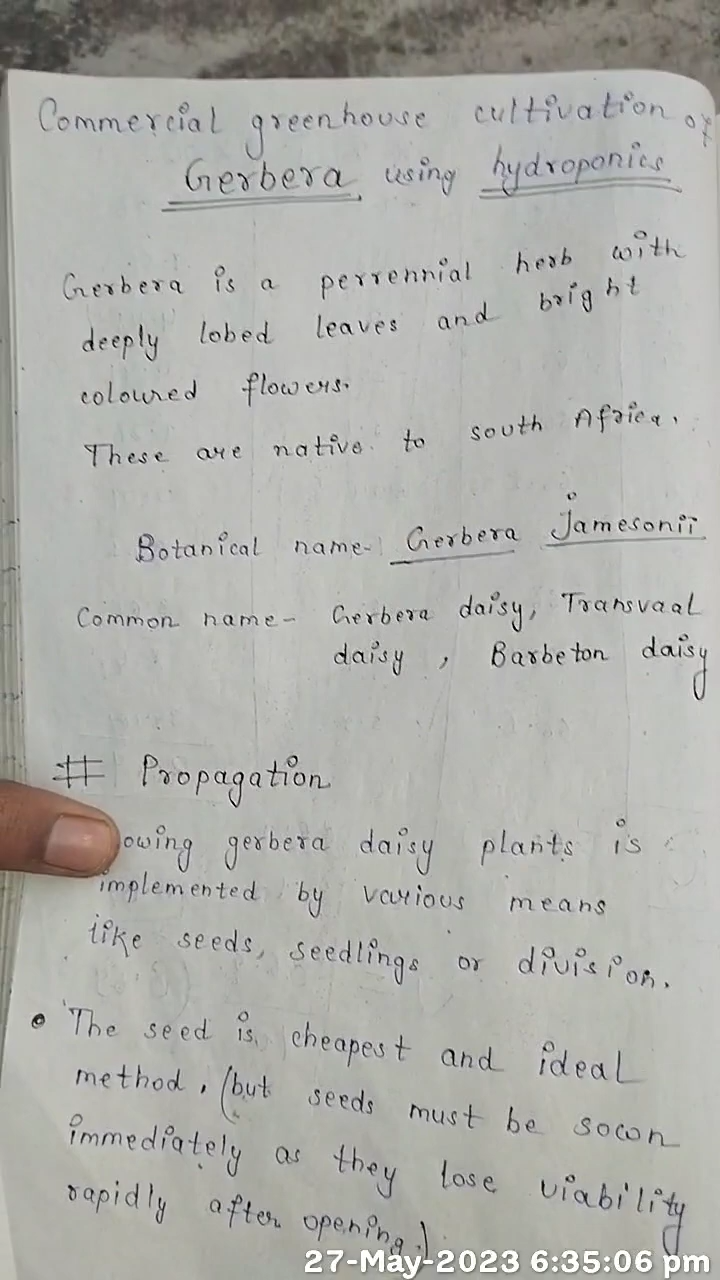 Commercial greenhouse cultivation of
Gerbera using hydroponics
Gerbera is a perrennial herb with
deeply lobed leaves and bright
coloured flowers.
These are native to south Africa.
Botanical name- Gerbera Jamesonii
Common name- Gerbera daisy, Transvaal
daisy, Barbeton daisy
# Propagation
owing gerbera daisy plants is
implemented by various means
like seeds, seedlings or division.
• The seed is cheapest and ideal
method. (but seeds must be sown
immediately as they lose viability
rapidly after opening.)
27-May-2023 6:35:06 pm